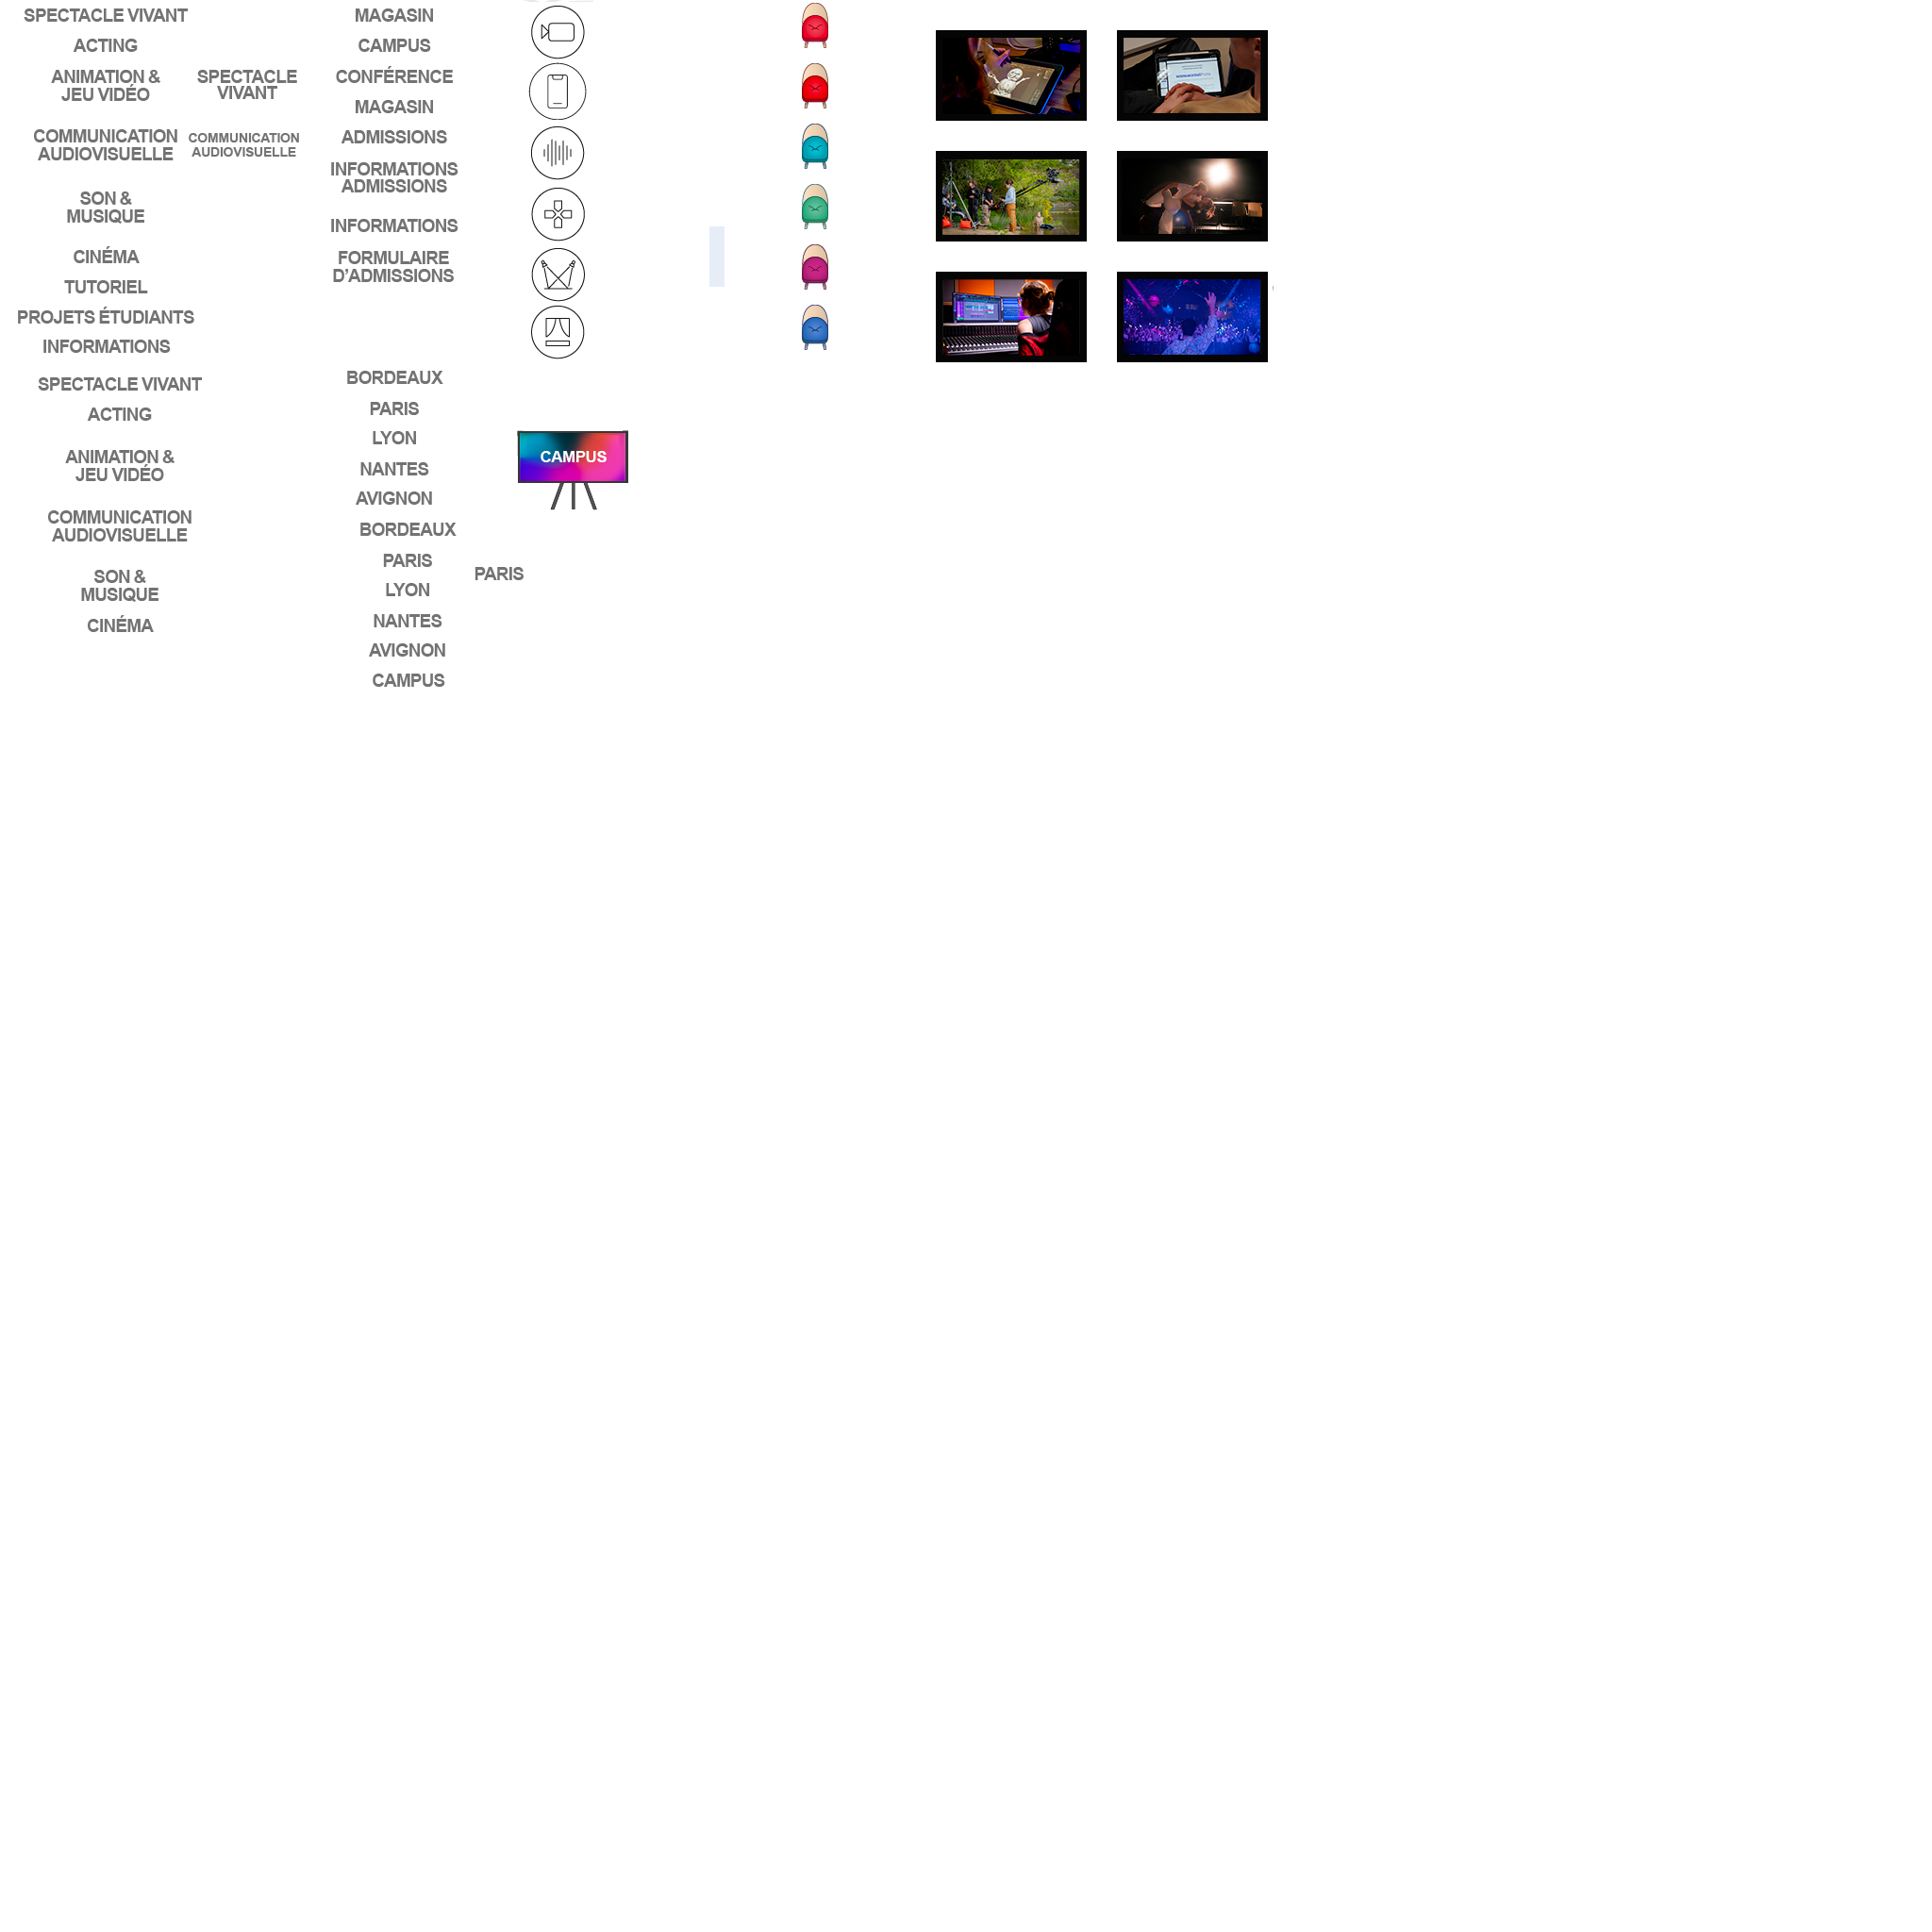 SPECTACLE VIVANT
ACTING
ANIMATION &
JEU VIDÉO
COMMUNICATION
AUDIOVISUELLE
SON &
MUSIQUE
CINÉMA
TUTORIEL
PROJETS ÉTUDIANTS
INFORMATIONS
SPECTACLE VIVANT
ACTING
ANIMATION &
JEU VIDÉO
COMMUNICATION
AUDIOVISUELLE
SON &
MUSIQUE
CINÉMA
SPECTACLE
VIVANT
COMMUNICATION
AUDIOVISUELLE
MAGASIN
CAMPUS
CONFÉRENCE
MAGASIN
ADMISSIONS
INFORMATIONS
ADMISSIONS
INFORMATIONS
FORMULAIRE
D’ADMISSIONS
BORDEAUX
PARIS
LYON
NANTES
AVIGNON
BORDEAUX
PARIS
LYON
NANTES
AVIGNON
CAMPUS
PARIS
CAMPUS